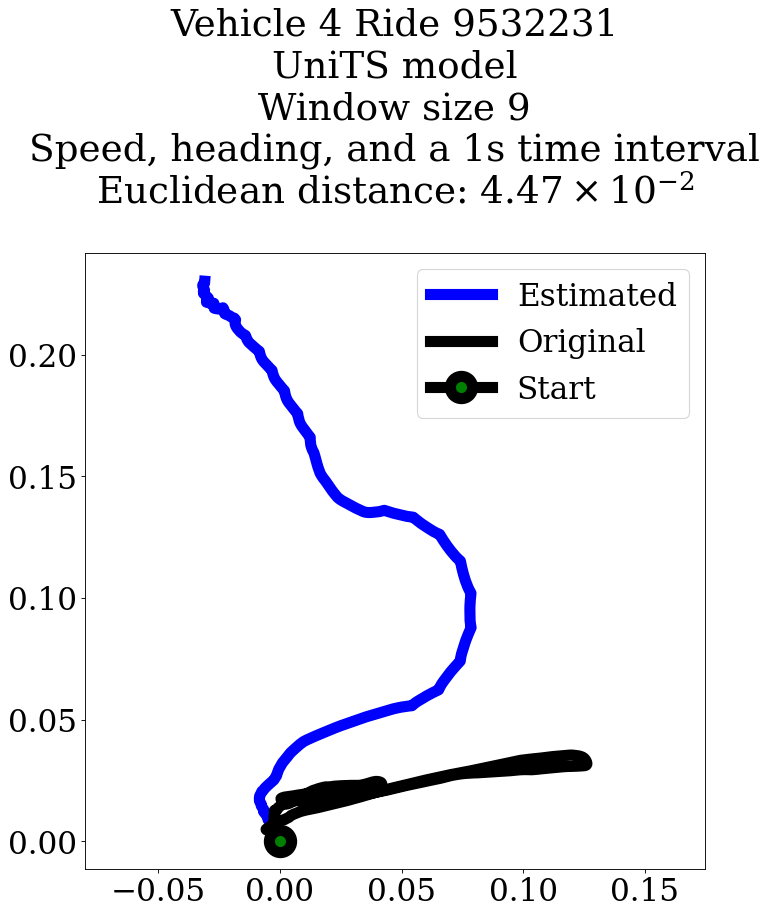 Vehicle 4 Ride 9532231
UniTS model
Window size 9
Speed, heading, and a 1s time interval
Euclidean distance: 4.47 × 10⁻²
Estimated
Original
Start
0.20
0.15
0.10
0.05
0.00
−0.05 0.00 0.05 0.10 0.15